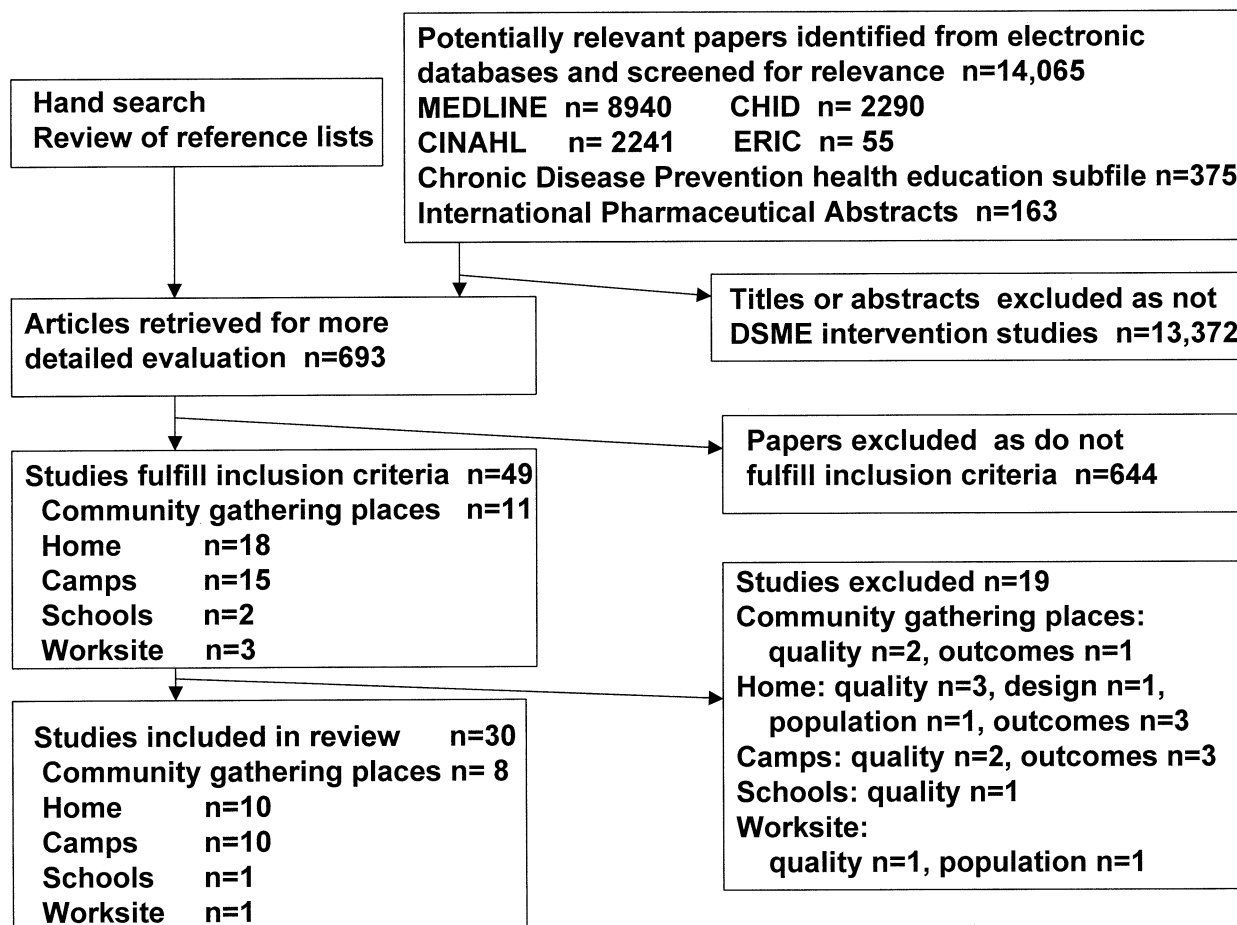 Hand search
Review of reference lists
Potentially relevant papers identified from electronic
databases and screened for relevance n=14,065
MEDLINE n= 8940 CHID n= 2290
CINAHL n= 2241 ERIC n= 55
Chronic Disease Prevention health education subfile n=375
International Pharmaceutical Abstracts n=163
Titles or abstracts excluded as not
DSME intervention studies n=13,372
Articles retrieved for more
detailed evaluation n=693
Papers excluded as do not
fulfill inclusion criteria n=644
Studies fulfill inclusion criteria n=49
Community gathering places n=11
Home n=18
Camps n=15
Schools n=2
Worksite n=3
Studies excluded n=19
Community gathering places:
quality n=2, outcomes n=1
Home: quality n=3, design n=1,
population n=1, outcomes n=3
Camps: quality n=2, outcomes n=3
Schools: quality n=1
Worksite:
quality n=1, population n=1
Studies included in review n=30
Community gathering places n= 8
Home n=10
Camps n=10
Schools n=1
Worksite n=1